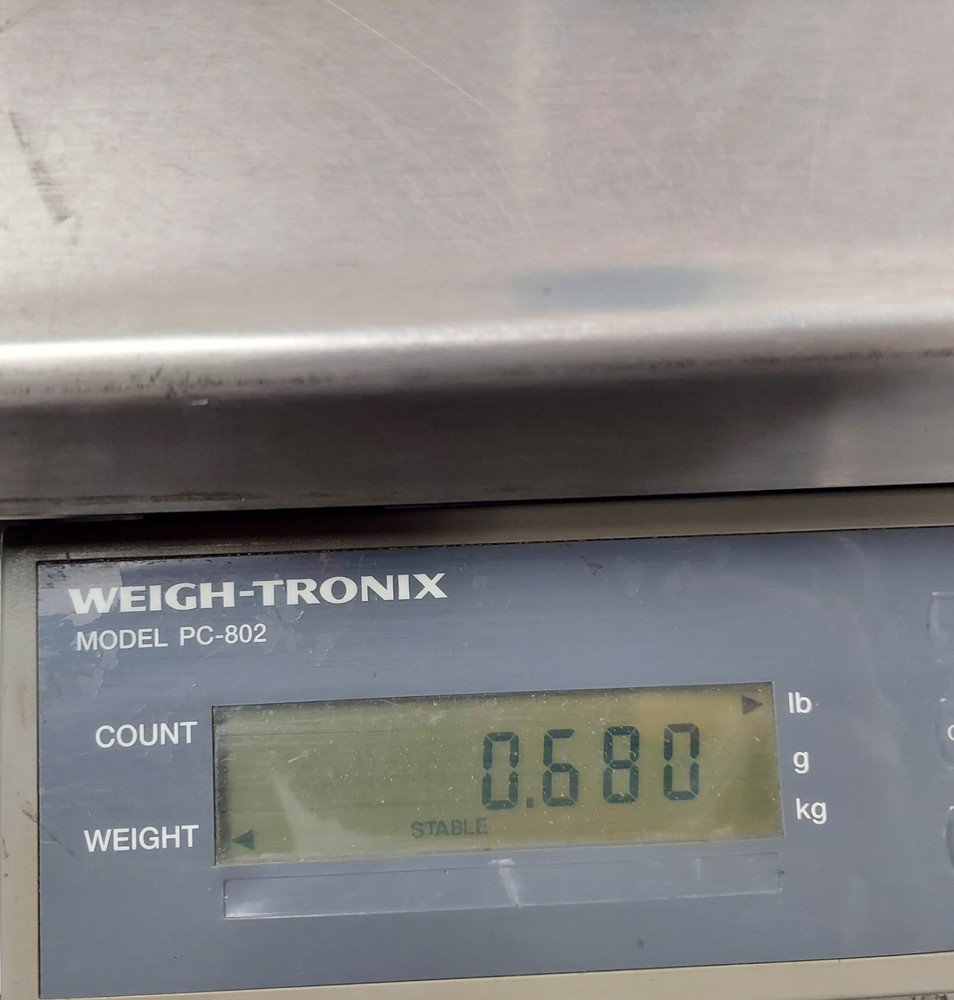 WEIGH-TRONIX
MODEL PC-802
COUNT
lb
0.680
g
kg
WEIGHT
STABLE